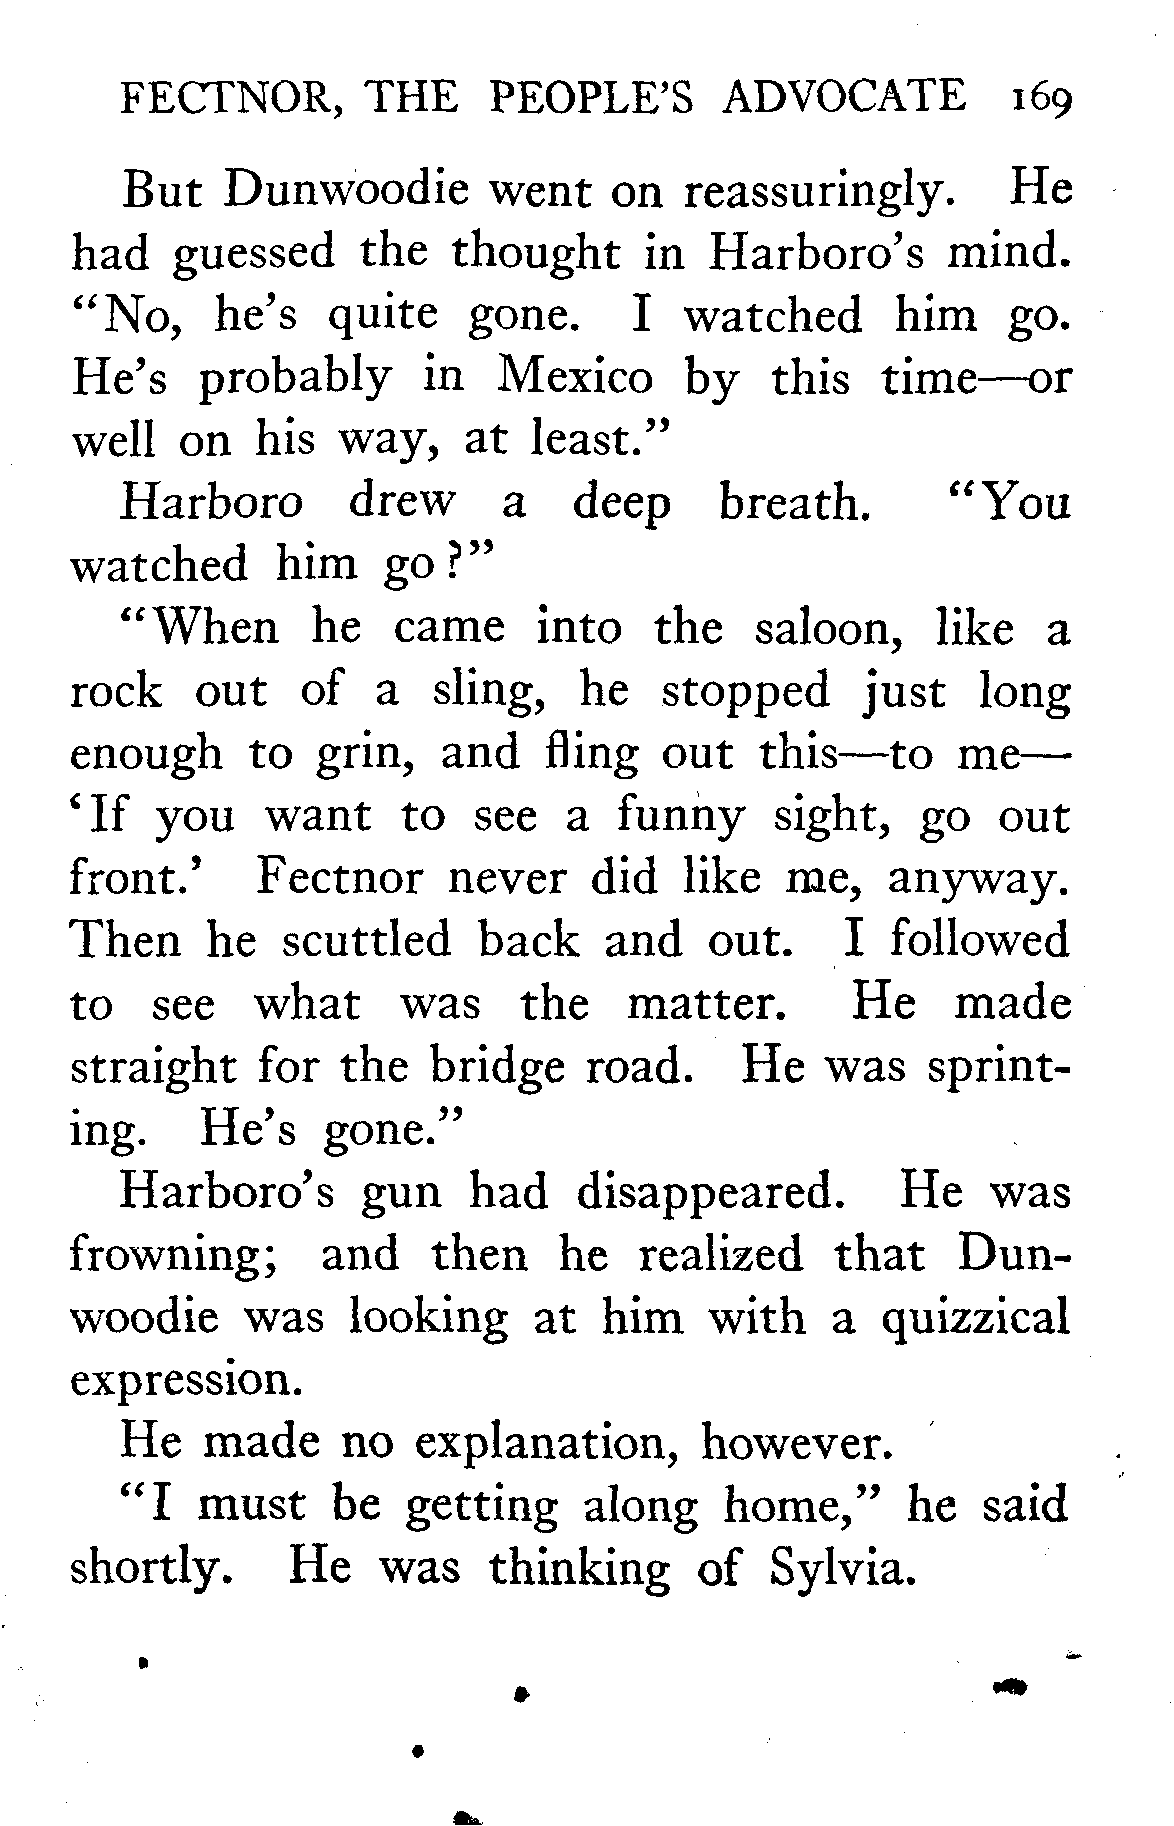 FECTNOR, THE PEOPLE'S ADVOCATE 169
But Dunwoodie went on reassuringly. He
had guessed the thought in Harboro's mind.
"No, he's quite gone. I watched him go.
He's probably in Mexico by this time—or
well on his way, at least."
Harboro drew a deep breath. "You
watched him go?"
"When he came into the saloon, like a
rock out of a sling, he stopped just long
enough to grin, and fling out this—to me—
'If you want to see a funny sight, go out
front.' Fectnor never did like me, anyway.
Then he scuttled back and out. I followed
to see what was the matter. He made
straight for the bridge road. He was sprint-
ing. He's gone."
Harboro's gun had disappeared. He was
frowning; and then he realized that Dun-
woodie was looking at him with a quizzical
expression.
He made no explanation, however.
"I must be getting along home," he said
shortly. He was thinking of Sylvia.